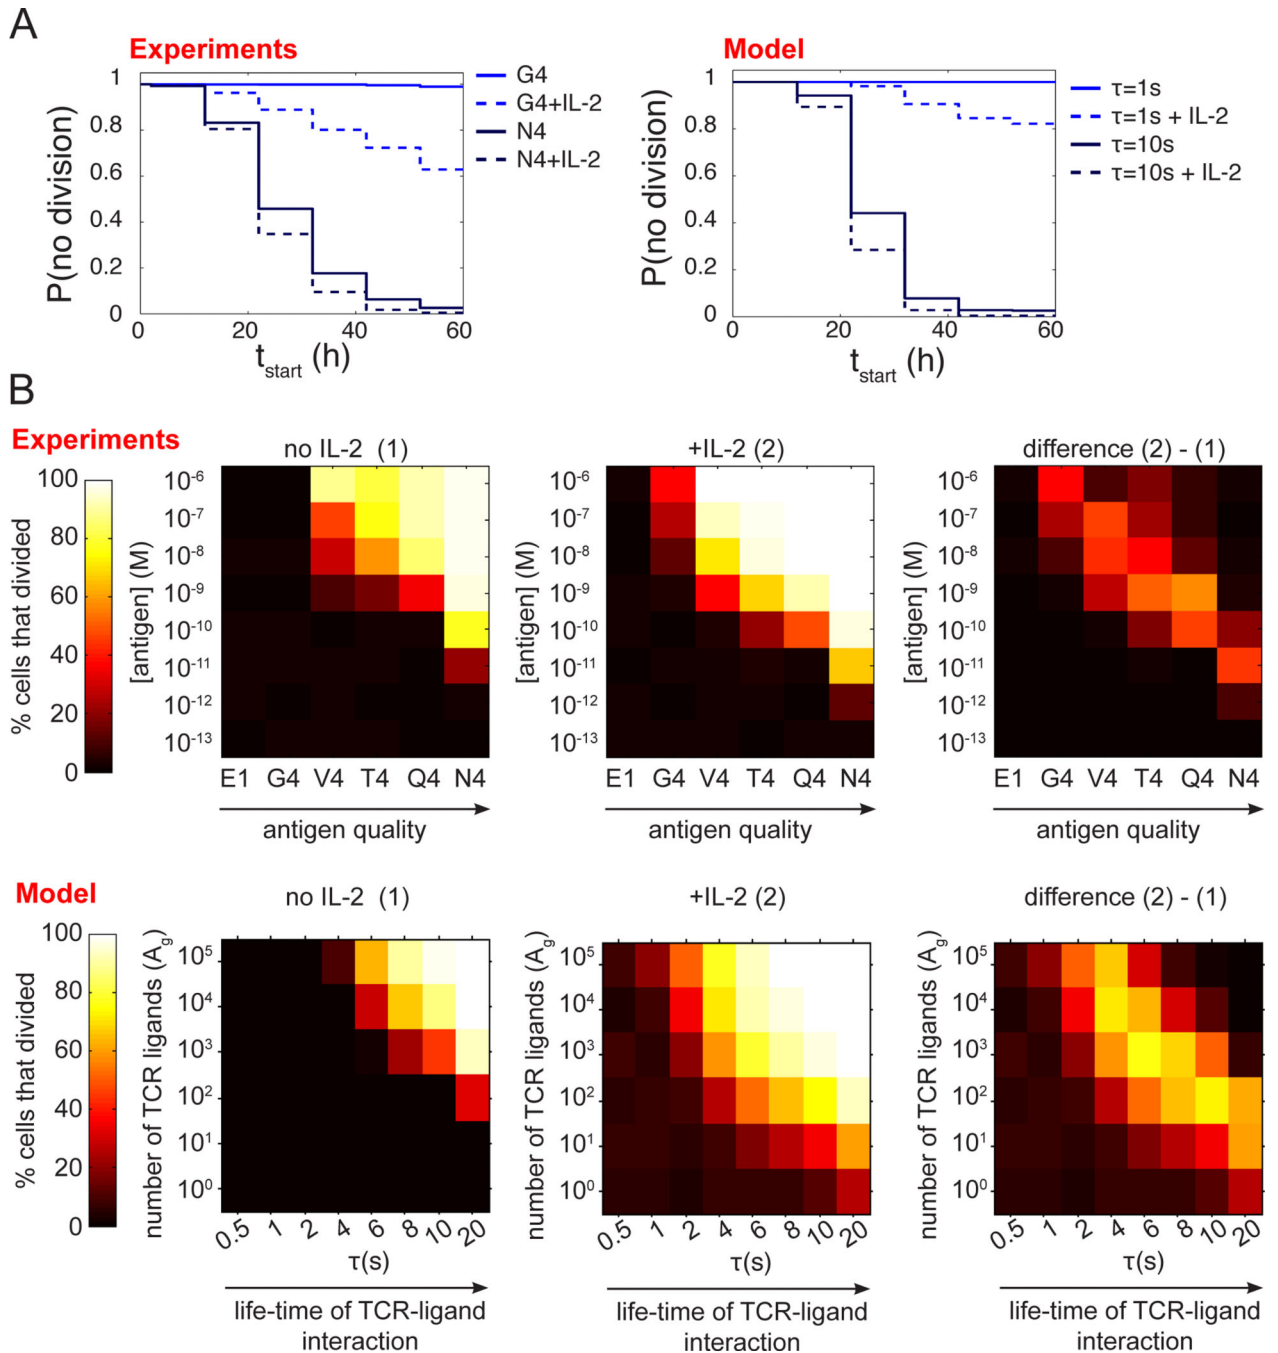 A
Experiments
Model
P(no division)
1
0.8
0.6
0.4
0.2
0
0 20 40 60
t_start (h)
G4
G4+IL-2
N4
N4+IL-2
P(no division)
1
0.8
0.6
0.4
0.2
0
0 20 40 60
t_start (h)
τ=1s
τ=1s + IL-2
τ=10s
τ=10s + IL-2
B
Experiments
% cells that divided
100
80
60
40
20
0
no IL-2 (1)
[antigen] (M)
10^-6
10^-7
10^-8
10^-9
10^-10
10^-11
10^-12
10^-13
E1 G4 V4 T4 Q4 N4
antigen quality
+IL-2 (2)
[antigen] (M)
10^-6
10^-7
10^-8
10^-9
10^-10
10^-11
10^-12
10^-13
E1 G4 V4 T4 Q4 N4
antigen quality
difference (2) - (1)
[antigen] (M)
10^-6
10^-7
10^-8
10^-9
10^-10
10^-11
10^-12
10^-13
E1 G4 V4 T4 Q4 N4
antigen quality
Model
% cells that divided
100
80
60
40
20
0
no IL-2 (1)
number of TCR ligands (A_g)
10^5
10^4
10^3
10^2
10^1
10^0
0.5 1 2 4 6 8 10 20
τ(s)
life-time of TCR-ligand
interaction
+IL-2 (2)
number of TCR ligands (A_g)
10^5
10^4
10^3
10^2
10^1
10^0
0.5 1 2 4 6 8 10 20
τ(s)
life-time of TCR-ligand
interaction
difference (2) - (1)
number of TCR ligands (A_g)
10^5
10^4
10^3
10^2
10^1
10^0
0.5 1 2 4 6 8 10 20
τ(s)
life-time of TCR-ligand
interaction